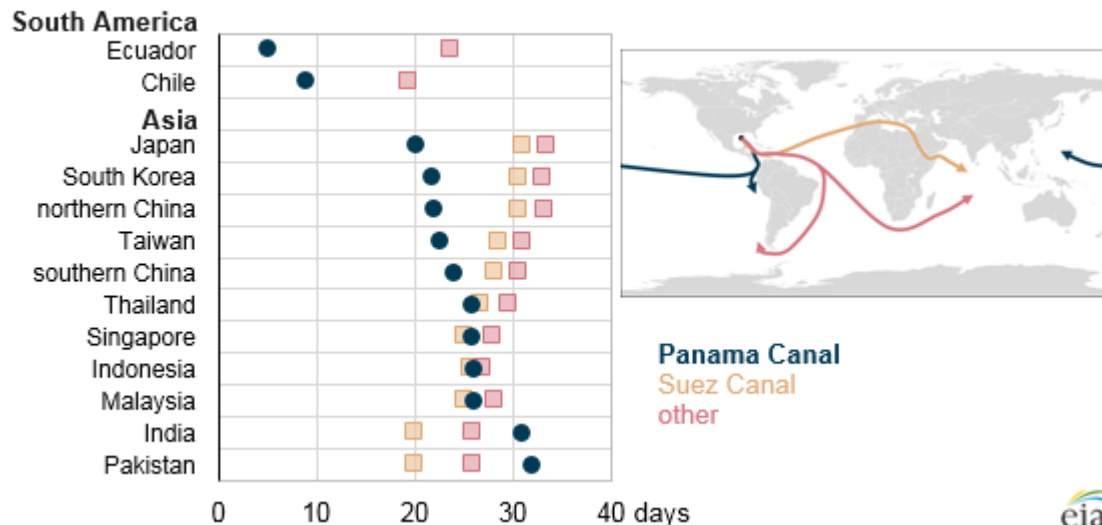 South America
Ecuador
Chile
Asia
Japan
South Korea
northern China
Taiwan
southern China
Thailand
Singapore
Indonesia
Malaysia
India
Pakistan
0 10 20 30 40 days
Panama Canal
Suez Canal
other
eia